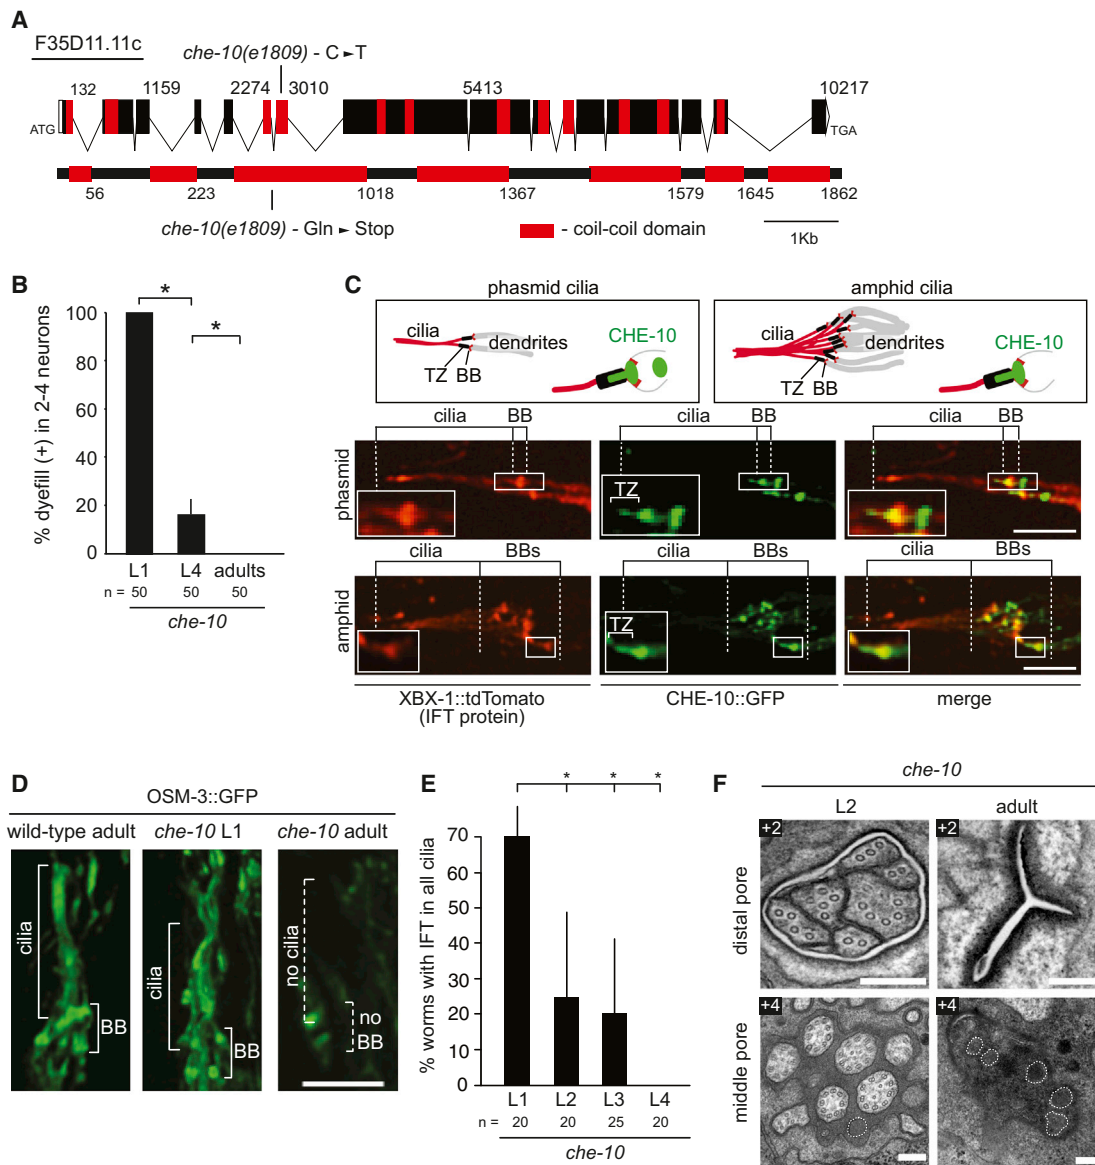 A
F35D11.11c
che-10(e1809) - C ►T
132 1159 2274 3010 5413 10217
ATG TGA
56 223 1018 1367 1579 1645 1862
che-10(e1809) - Gln ► Stop
- coil-coil domain
1Kb
B
% dyefill (+) in 2-4 neurons
100
80
60
40
20
0
* *
L1 L4 adults
n = 50 50 50
che-10
C
phasmid cilia
cilia
dendrites
TZ BB
CHE-10
amphid cilia
cilia
dendrites
TZ BB
CHE-10
cilia BB cilia BB cilia BB
phasmid
TZ
cilia BBs cilia BBs cilia BBs
amphid
TZ
XBX-1::tdTomato
(IFT protein)
CHE-10::GFP
merge
D
OSM-3::GFP
wild-type adult che-10 L1 che-10 adult
cilia
BB
cilia
BB
no cilia
no
BB
E
% worms with IFT in all cilia
* * *
70
60
50
40
30
20
10
0
L1 L2 L3 L4
n = 20 20 25 20
che-10
F
che-10
L2 adult
distal pore
+2 +2
middle pore
+4 +4